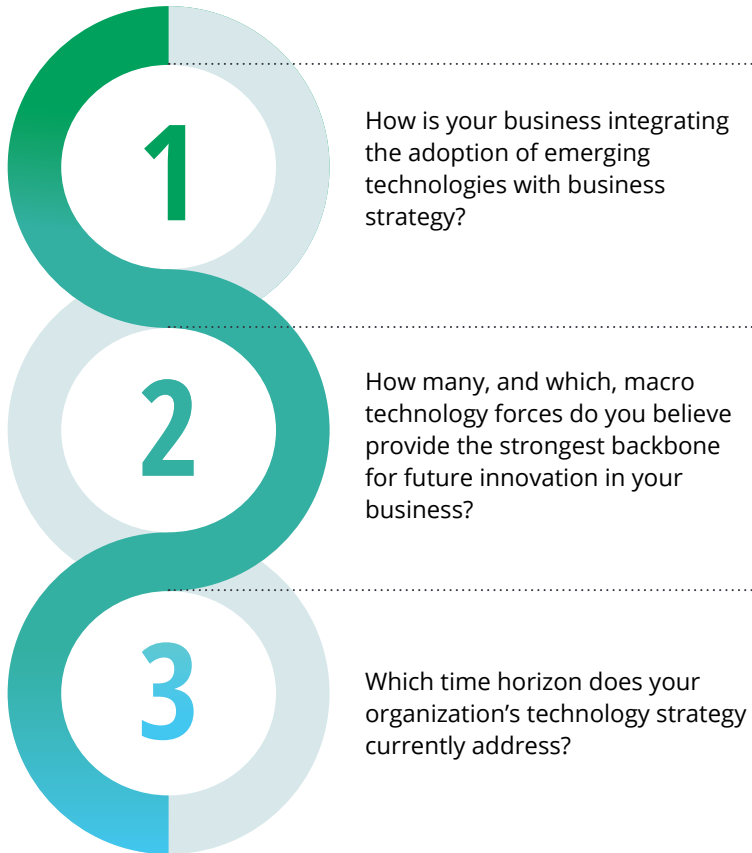 1
How is your business integrating
the adoption of emerging
technologies with business
strategy?
2
How many, and which, macro
technology forces do you believe
provide the strongest backbone
for future innovation in your
business?
3
Which time horizon does your
organization’s technology strategy
currently address?